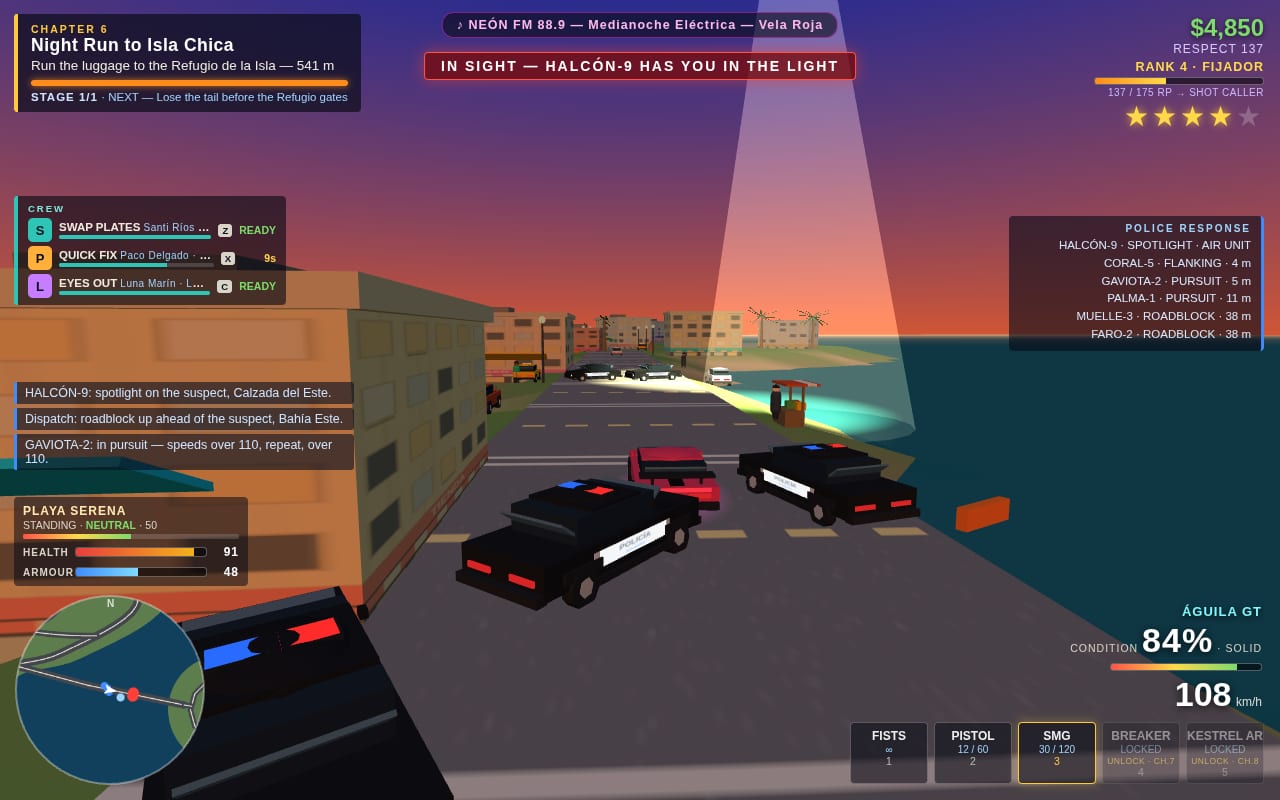 CHAPTER 6
Night Run to Isla Chica
Run the luggage to the Refugio de la Isla — 541 m
STAGE 1/1 · NEXT — Lose the tail before the Refugio gates
♪ NEÓN FM 88.9 — Medianoche Eléctrica — Vela Roja
IN SIGHT — HALCÓN-9 HAS YOU IN THE LIGHT
$4,850
RESPECT 137
RANK 4 · FIJADOR
137 / 175 RP → SHOT CALLER
★★★★★
CREW
S SWAP PLATES Santi Ríos … Z READY
P QUICK FIX Paco Delgado · … X 9s
L EYES OUT Luna Marín · L… C READY
POLICE RESPONSE
HALCÓN-9 · SPOTLIGHT · AIR UNIT
CORAL-5 · FLANKING · 4 m
GAVIOTA-2 · PURSUIT · 5 m
PALMA-1 · PURSUIT · 11 m
MUELLE-3 · ROADBLOCK · 38 m
FARO-2 · ROADBLOCK · 38 m
HALCÓN-9: spotlight on the suspect, Calzada del Este.
Dispatch: roadblock up ahead of the suspect, Bahía Este.
GAVIOTA-2: in pursuit — speeds over 110, repeat, over
110.
PLAYA SERENA
STANDING · NEUTRAL · 50
HEALTH 91
ARMOUR 48
N
POLICÍA
POLICÍA
ÁGUILA GT
CONDITION 84% · SOLID
108 km/h
FISTS
∞
1
PISTOL
12 / 60
2
SMG
30 / 120
3
BREAKER
LOCKED
UNLOCK · CH.7
4
KESTREL AR
LOCKED
UNLOCK · CH.8
5